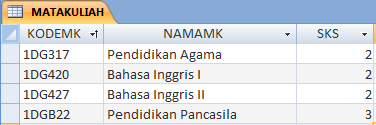 MATAKULIAH
KODEMK NAMAMK SKS
1DG317 Pendidikan Agama 2
1DG420 Bahasa Inggris I 2
1DG427 Bahasa Inggris II 2
1DGB22 Pendidikan Pancasila 3